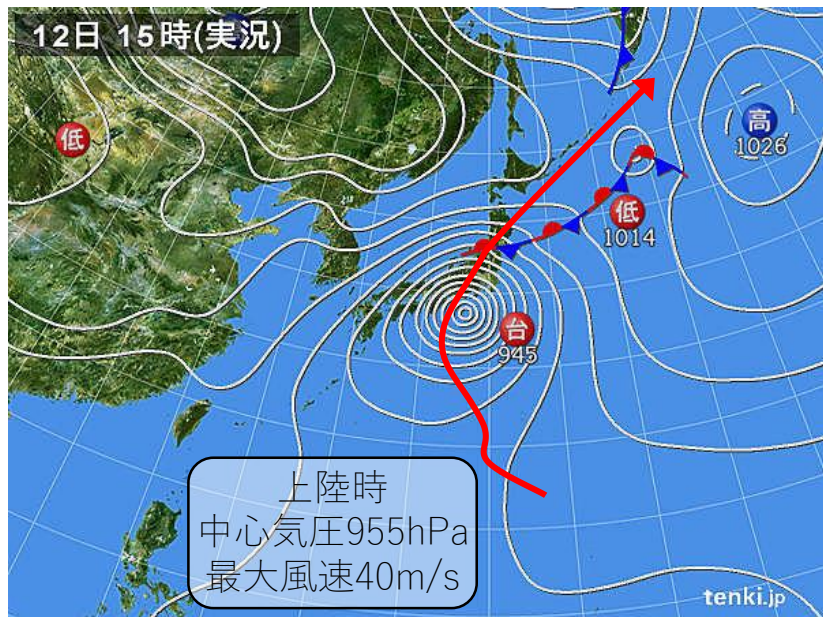 12日 15時(実況)
低
高
1026
低
1014
台
945
上陸時
中心気圧955hPa
最大風速40m/s
tenki.jp